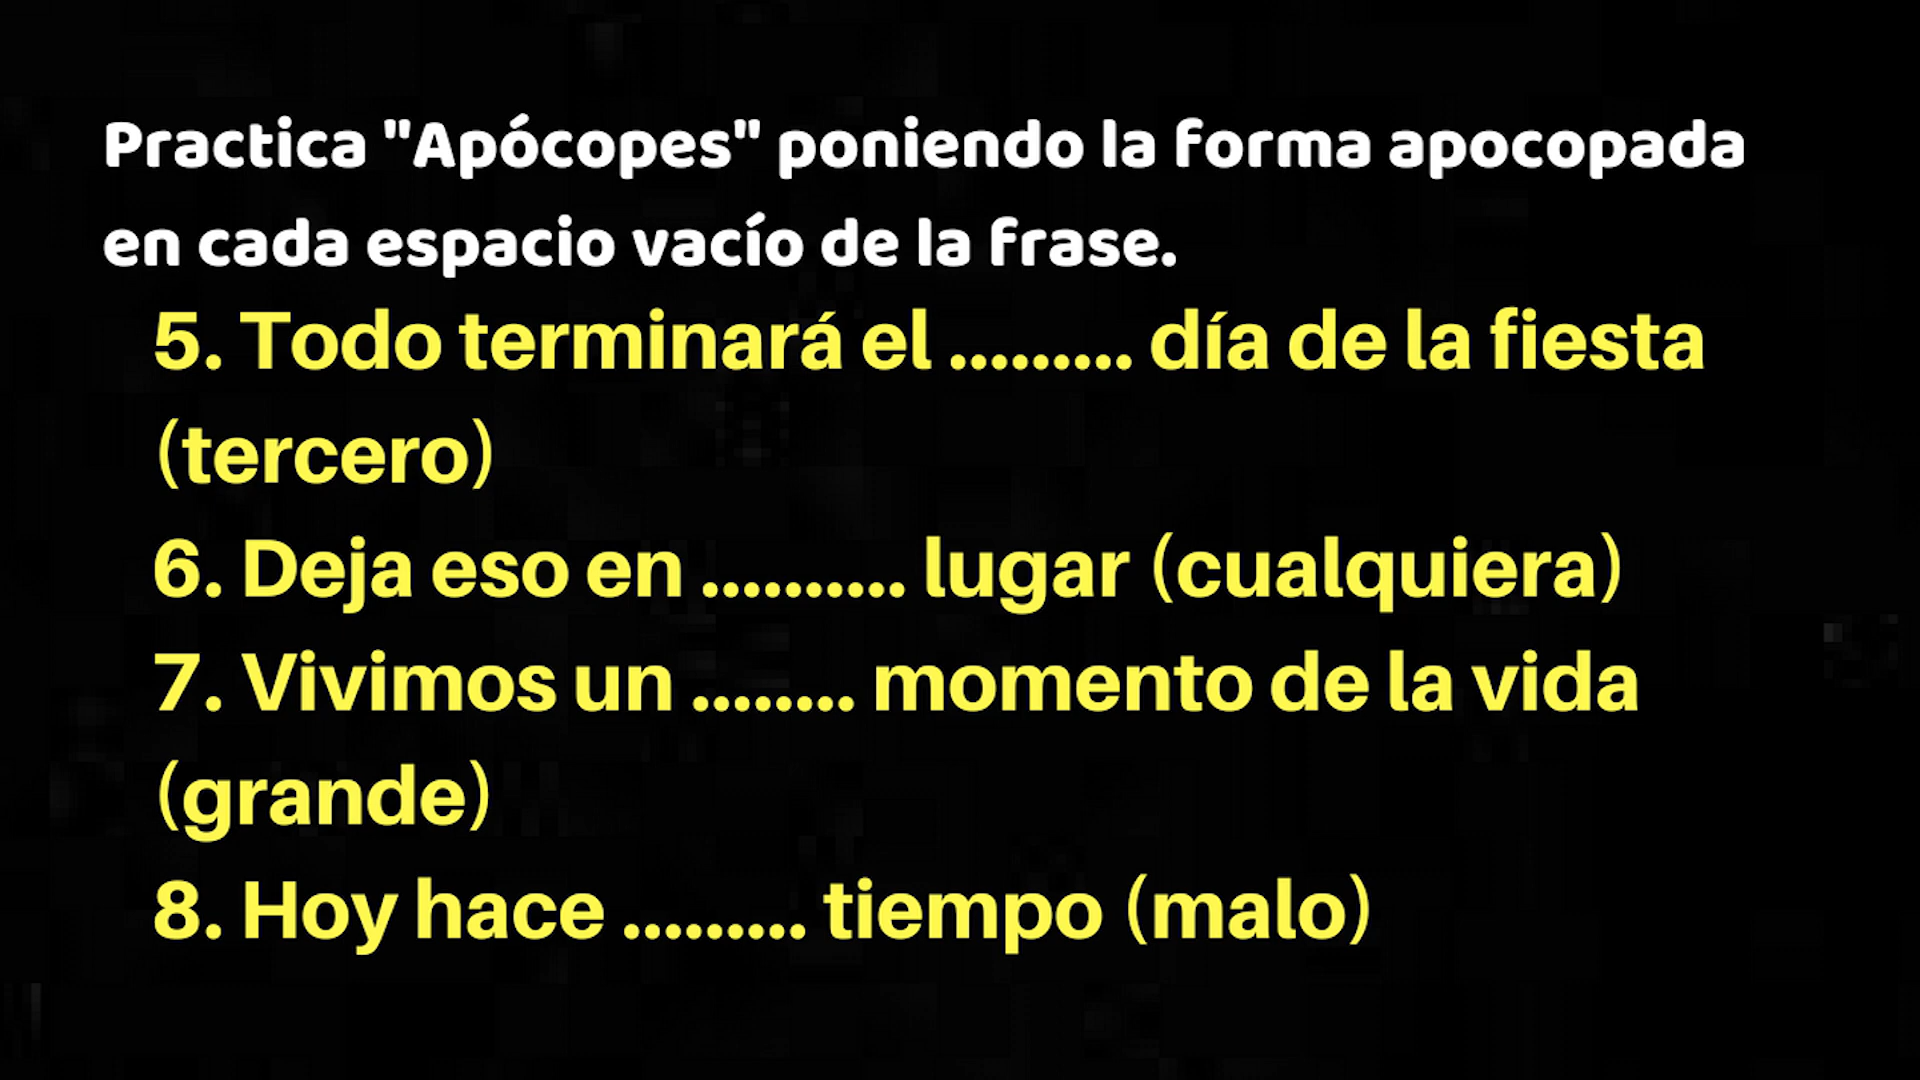 Practica "Apócopes" poniendo la forma apocopada
en cada espacio vacío de la frase.
5. Todo terminará el ......... día de la fiesta
(tercero)
6. Deja eso en .......... lugar (cualquiera)
7. Vivimos un ........ momento de la vida
(grande)
8. Hoy hace ......... tiempo (malo)